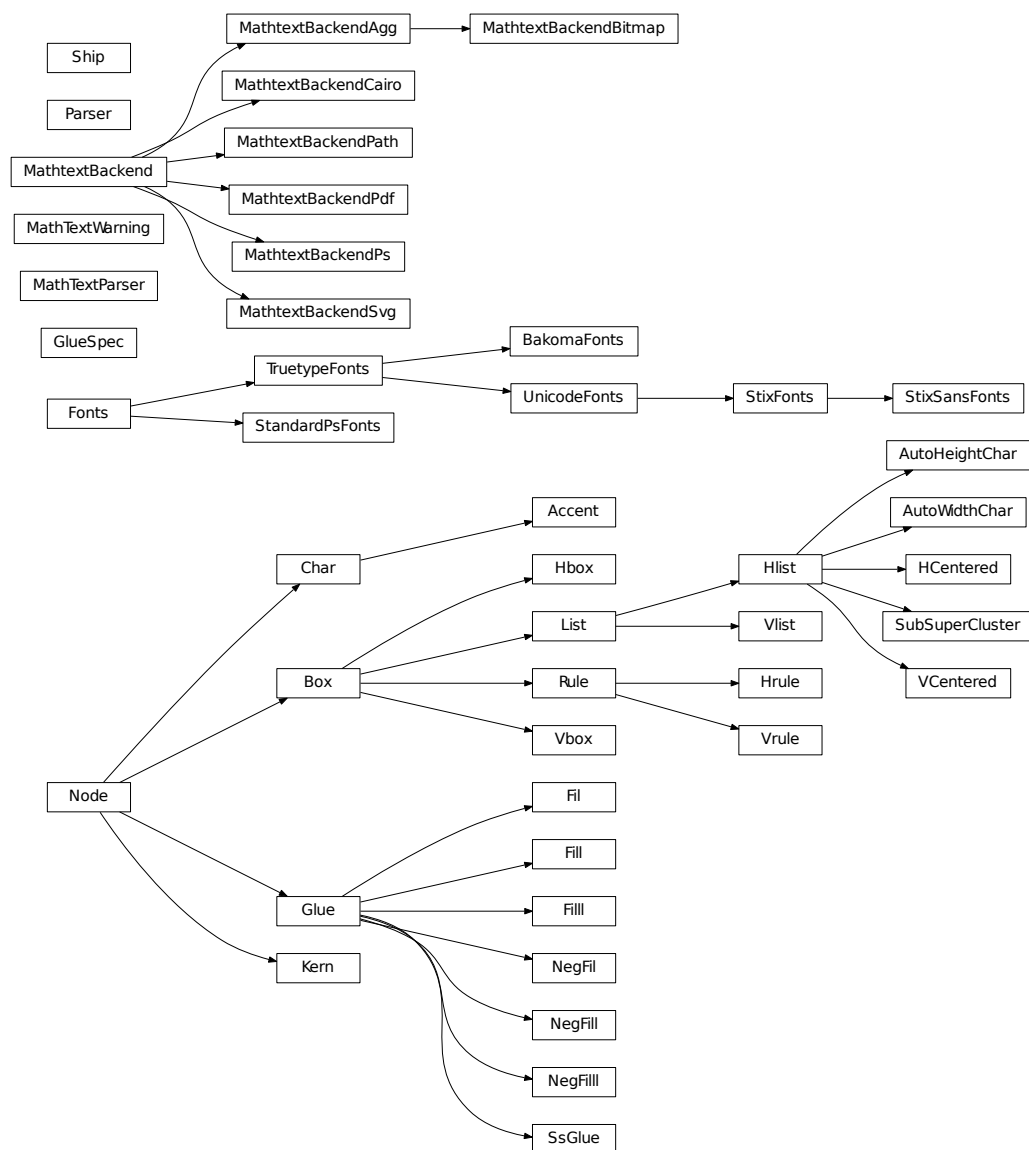 MathtextBackendAgg
MathtextBackendBitmap
Ship
MathtextBackendCairo
Parser
MathtextBackendPath
MathtextBackend
MathtextBackendPdf
MathTextWarning
MathtextBackendPs
MathTextParser
MathtextBackendSvg
GlueSpec
BakomaFonts
TruetypeFonts
UnicodeFonts
StixFonts
StixSansFonts
Fonts
StandardPsFonts
AutoHeightChar
Accent
AutoWidthChar
Char
Hbox
Hlist
HCentered
List
Vlist
SubSuperCluster
Box
Rule
Hrule
VCentered
Vbox
Vrule
Node
Fil
Fill
Glue
Filll
Kern
NegFil
NegFill
NegFilll
SsGlue